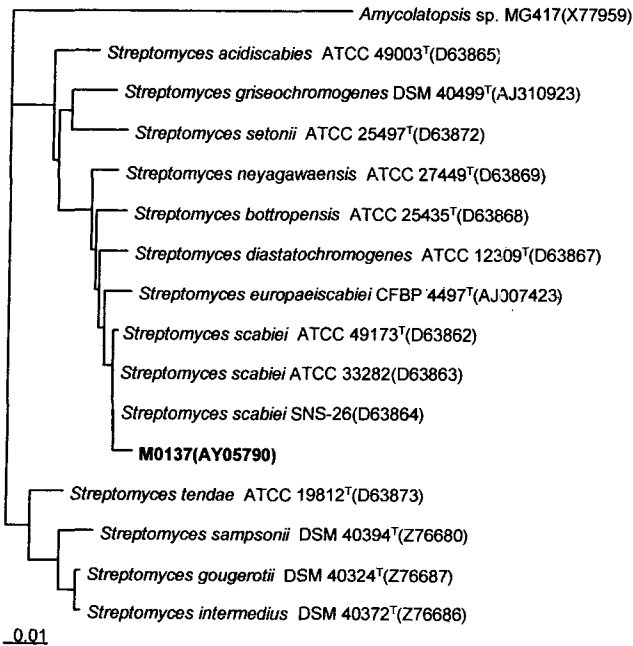 Amycolatopsis sp. MG417(X77959)
Streptomyces acidiscabies ATCC 49003ᵀ(D63865)
Streptomyces griseochromogenes DSM 40499ᵀ(AJ310923)
Streptomyces setonii ATCC 25497ᵀ(D63872)
Streptomyces neyagawaensis ATCC 27449ᵀ(D63869)
Streptomyces bottropensis ATCC 25435ᵀ(D63868)
Streptomyces diastatochromogenes ATCC 12309ᵀ(D63867)
Streptomyces europaeiscabiei CFBP 4497ᵀ(AJ007423)
Streptomyces scabiei ATCC 49173ᵀ(D63862)
Streptomyces scabiei ATCC 33282(D63863)
Streptomyces scabiei SNS-26(D63864)
M0137(AY05790)
Streptomyces tendae ATCC 19812ᵀ(D63873)
Streptomyces sampsonii DSM 40394ᵀ(Z76680)
Streptomyces gougerotii DSM 40324ᵀ(Z76687)
Streptomyces intermedius DSM 40372ᵀ(Z76686)
0.01